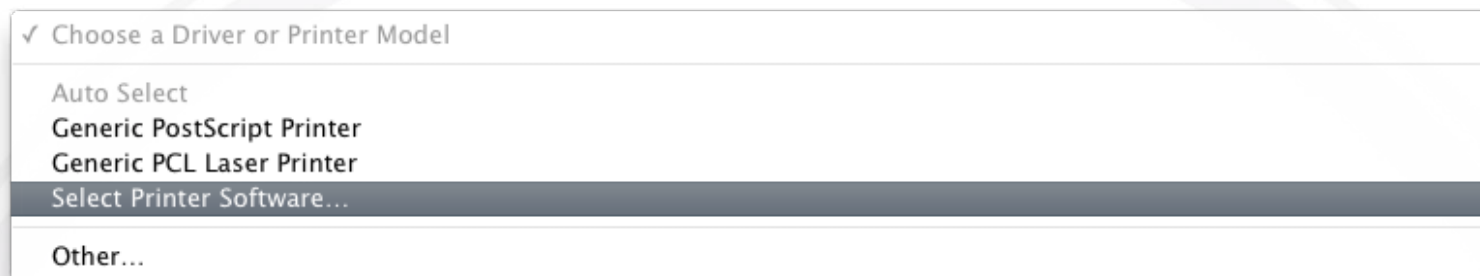 ✓ Choose a Driver or Printer Model
Auto Select
Generic PostScript Printer
Generic PCL Laser Printer
Select Printer Software...
Other...